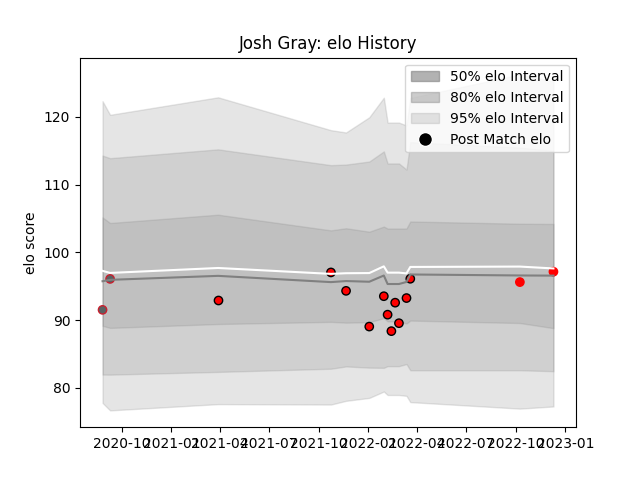 Josh Gray: elo History
50% elo Interval
80% elo Interval
95% elo Interval
Post Match elo
elo score
120
110
100
90
80
2020-10 2021-01 2021-04 2021-07 2021-10 2022-01 2022-04 2022-07 2022-10 2023-01